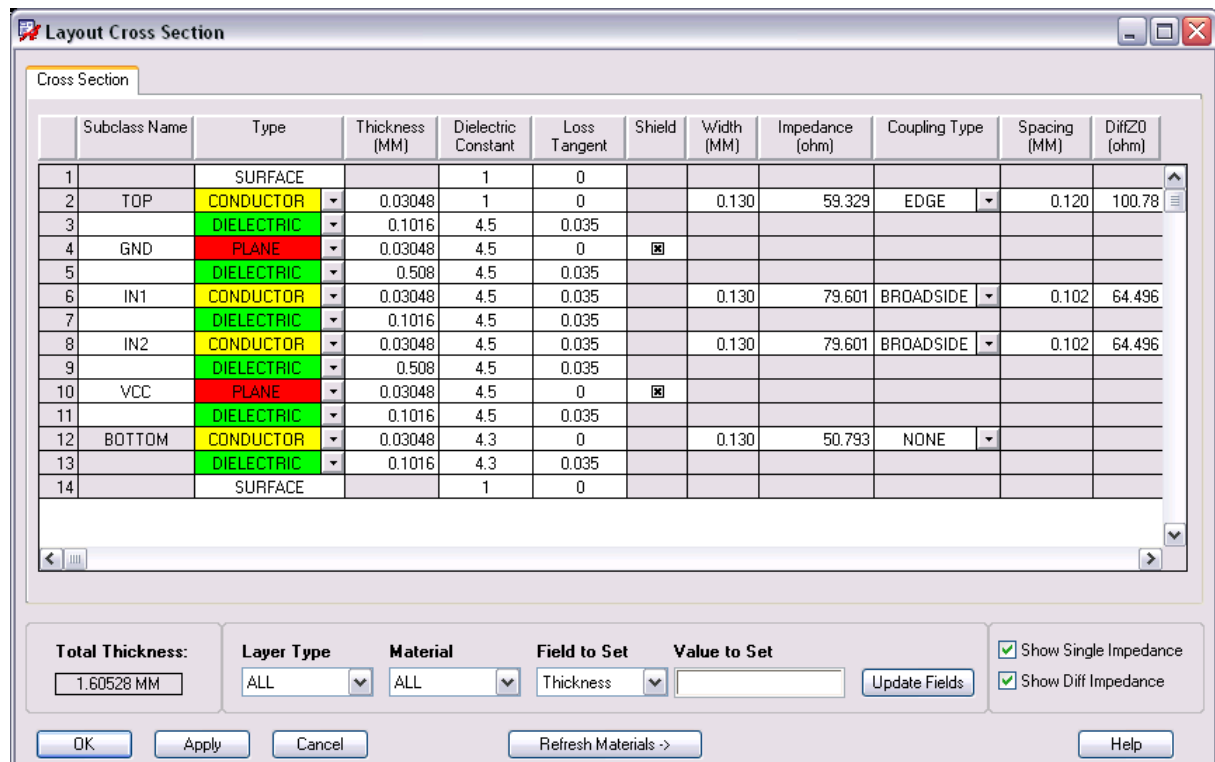 Layout Cross Section
Cross Section
Subclass Name Type Thickness (MM) Dielectric Constant Loss Tangent Shield Width (MM) Impedance (ohm) Coupling Type Spacing (MM) DiffZ0 (ohm)
1 SURFACE 1 0
2 TOP CONDUCTOR 0.03048 1 0 0.130 59.329 EDGE 0.120 100.78
3 DIELECTRIC 0.1016 4.5 0.035
4 GND PLANE 0.03048 4.5 0
5 DIELECTRIC 0.508 4.5 0.035
6 IN1 CONDUCTOR 0.03048 4.5 0.035 0.130 79.601 BROADSIDE 0.102 64.496
7 DIELECTRIC 0.1016 4.5 0.035
8 IN2 CONDUCTOR 0.03048 4.5 0.035 0.130 79.601 BROADSIDE 0.102 64.496
9 DIELECTRIC 0.508 4.5 0.035
10 VCC PLANE 0.03048 4.5 0
11 DIELECTRIC 0.1016 4.5 0.035
12 BOTTOM CONDUCTOR 0.03048 4.3 0 0.130 50.793 NONE
13 DIELECTRIC 0.1016 4.3 0.035
14 SURFACE 1 0
Total Thickness: Layer Type Material Field to Set Value to Set Show Single Impedance
1.60528 MM ALL ALL Thickness Update Fields Show Diff Impedance
OK Apply Cancel Refresh Materials -> Help